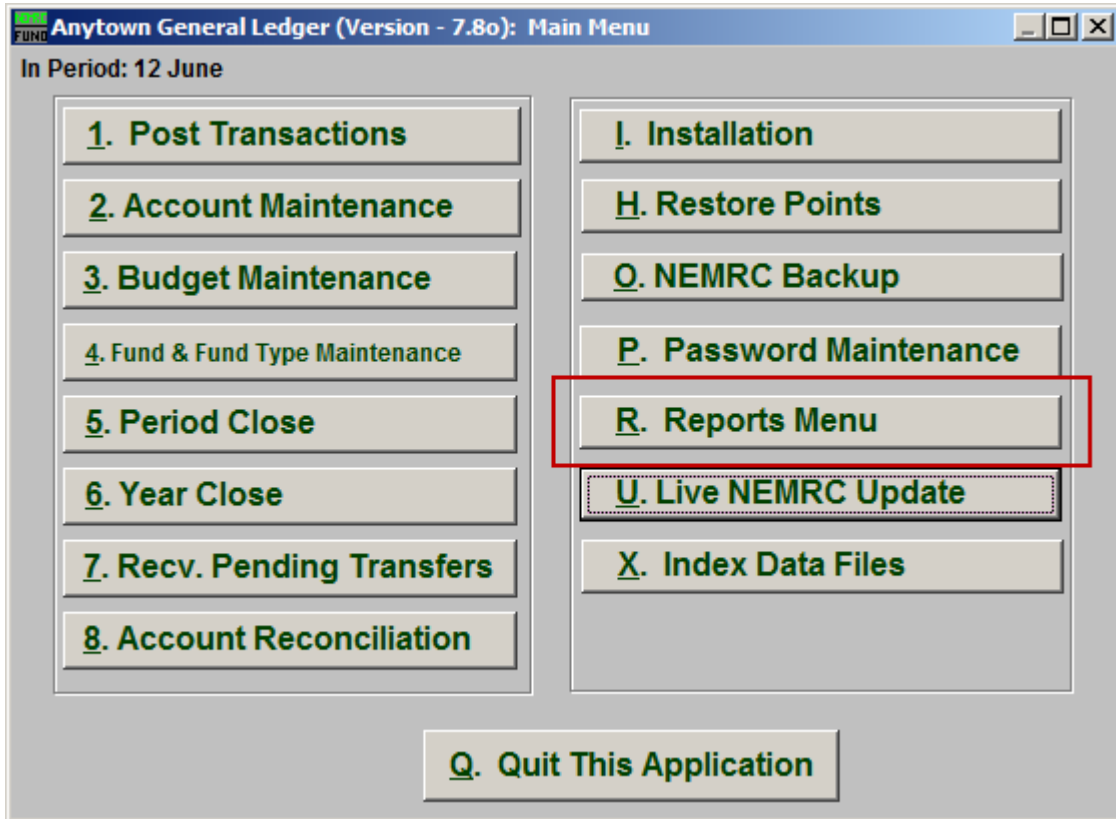 NEMRC
FUND
Anytown General Ledger (Version - 7.8o): Main Menu
In Period: 12 June
1. Post Transactions
2. Account Maintenance
3. Budget Maintenance
4. Fund & Fund Type Maintenance
5. Period Close
6. Year Close
7. Recv. Pending Transfers
8. Account Reconciliation
I. Installation
H. Restore Points
O. NEMRC Backup
P. Password Maintenance
R. Reports Menu
U. Live NEMRC Update
X. Index Data Files
Q. Quit This Application